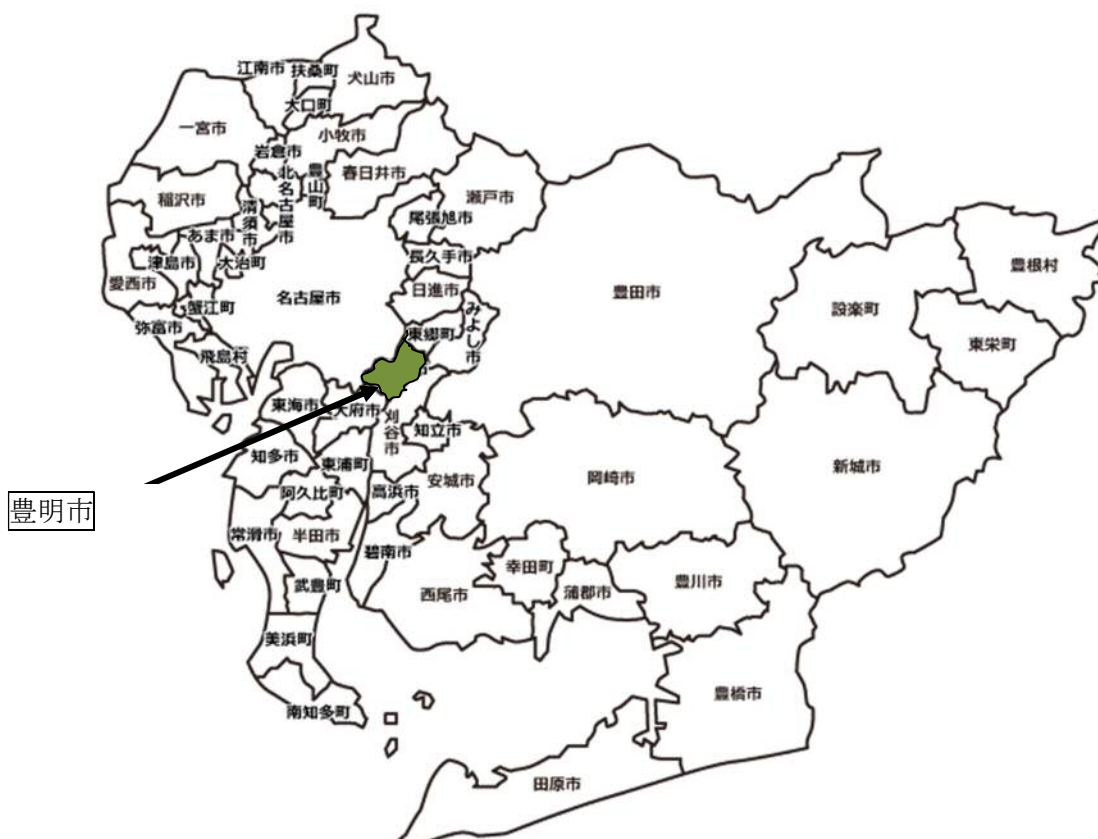 江南市
扶桑町
犬山市
大口町
一宮市
小牧市
岩倉市
北名古屋市
豊山町
春日井市
瀬戸市
稲沢市
清須市
尾張旭市
あま市
津島市
大治町
長久手市
愛西市
名古屋市
日進市
豊田市
豊根村
蟹江町
みよし市
設楽町
弥富市
東郷町
東栄町
飛島村
東海市
大府市
刈谷市
知立市
知多市
東浦町
安城市
岡崎市
新城市
阿久比町
高浜市
豊明市
常滑市
半田市
碧南市
武豊町
西尾市
幸田町
蒲郡市
豊川市
美浜町
豊橋市
南知多町
田原市